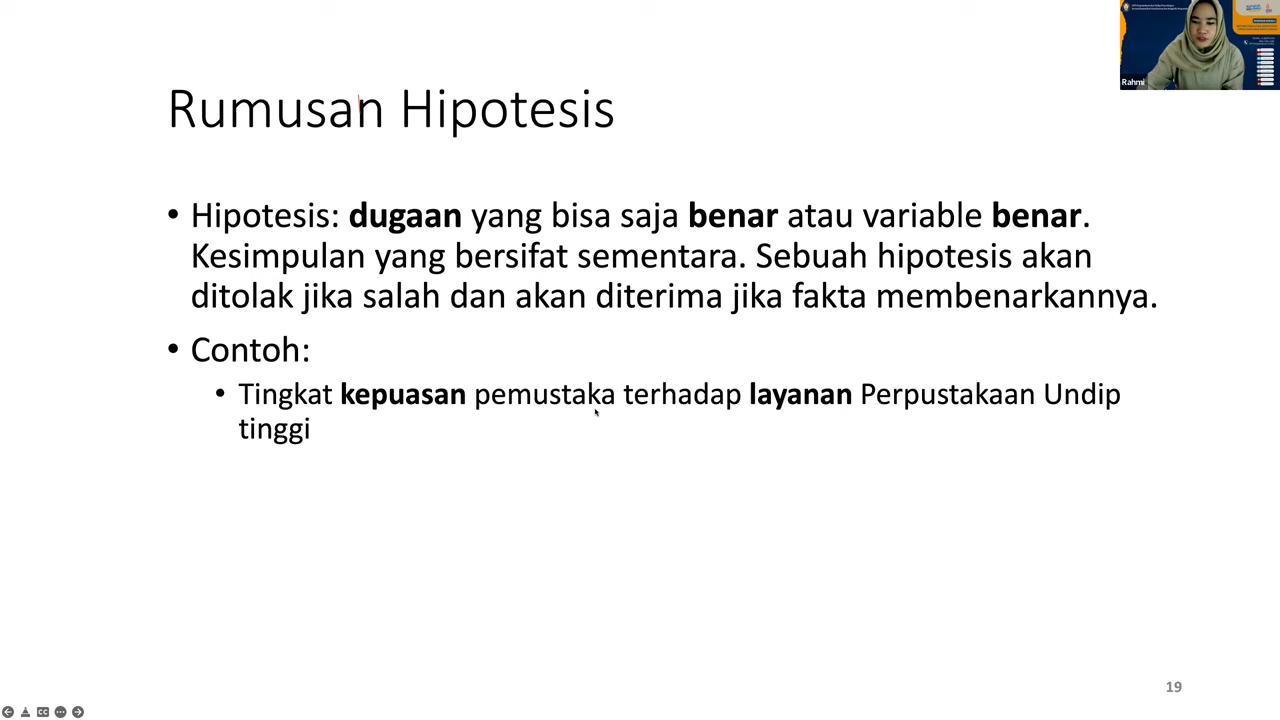 Rumusan Hipotesis
• Hipotesis: dugaan yang bisa saja benar atau variable benar.
Kesimpulan yang bersifat sementara. Sebuah hipotesis akan
ditolak jika salah dan akan diterima jika fakta membenarkannya.
• Contoh:
• Tingkat kepuasan pemustaka terhadap layanan Perpustakaan Undip
tinggi
Rahmi
19